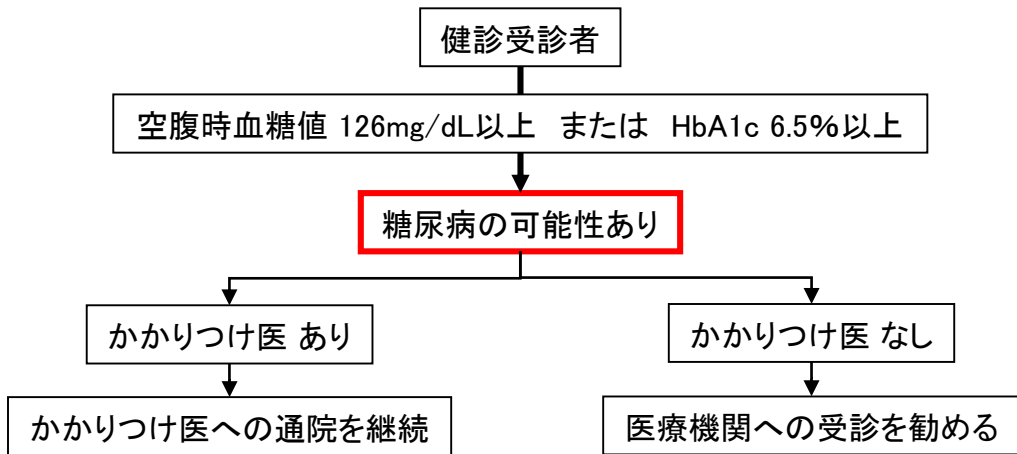 健診受診者
空腹時血糖値 126mg/dL以上 または HbA1c 6.5%以上
糖尿病の可能性あり
かかりつけ医 あり
かかりつけ医 なし
かかりつけ医への通院を継続
医療機関への受診を勧める